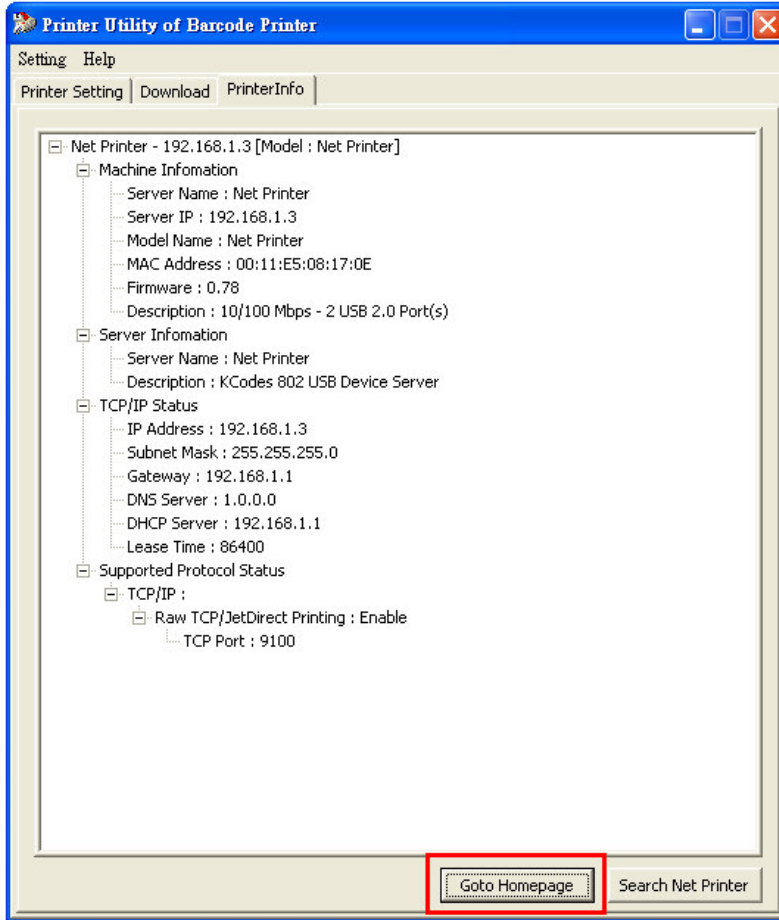 Printer Utility of Barcode Printer
Setting Help
Printer Setting Download PrinterInfo
Net Printer - 192.168.1.3 [Model : Net Printer]
Machine Infomation
Server Name : Net Printer
Server IP : 192.168.1.3
Model Name : Net Printer
MAC Address : 00:11:E5:08:17:0E
Firmware : 0.78
Description : 10/100 Mbps - 2 USB 2.0 Port(s)
Server Infomation
Server Name : Net Printer
Description : KCodes 802 USB Device Server
TCP/IP Status
IP Address : 192.168.1.3
Subnet Mask : 255.255.255.0
Gateway : 192.168.1.1
DNS Server : 1.0.0.0
DHCP Server : 192.168.1.1
Lease Time : 86400
Supported Protocol Status
TCP/IP :
Raw TCP/JetDirect Printing : Enable
TCP Port : 9100
Goto Homepage Search Net Printer